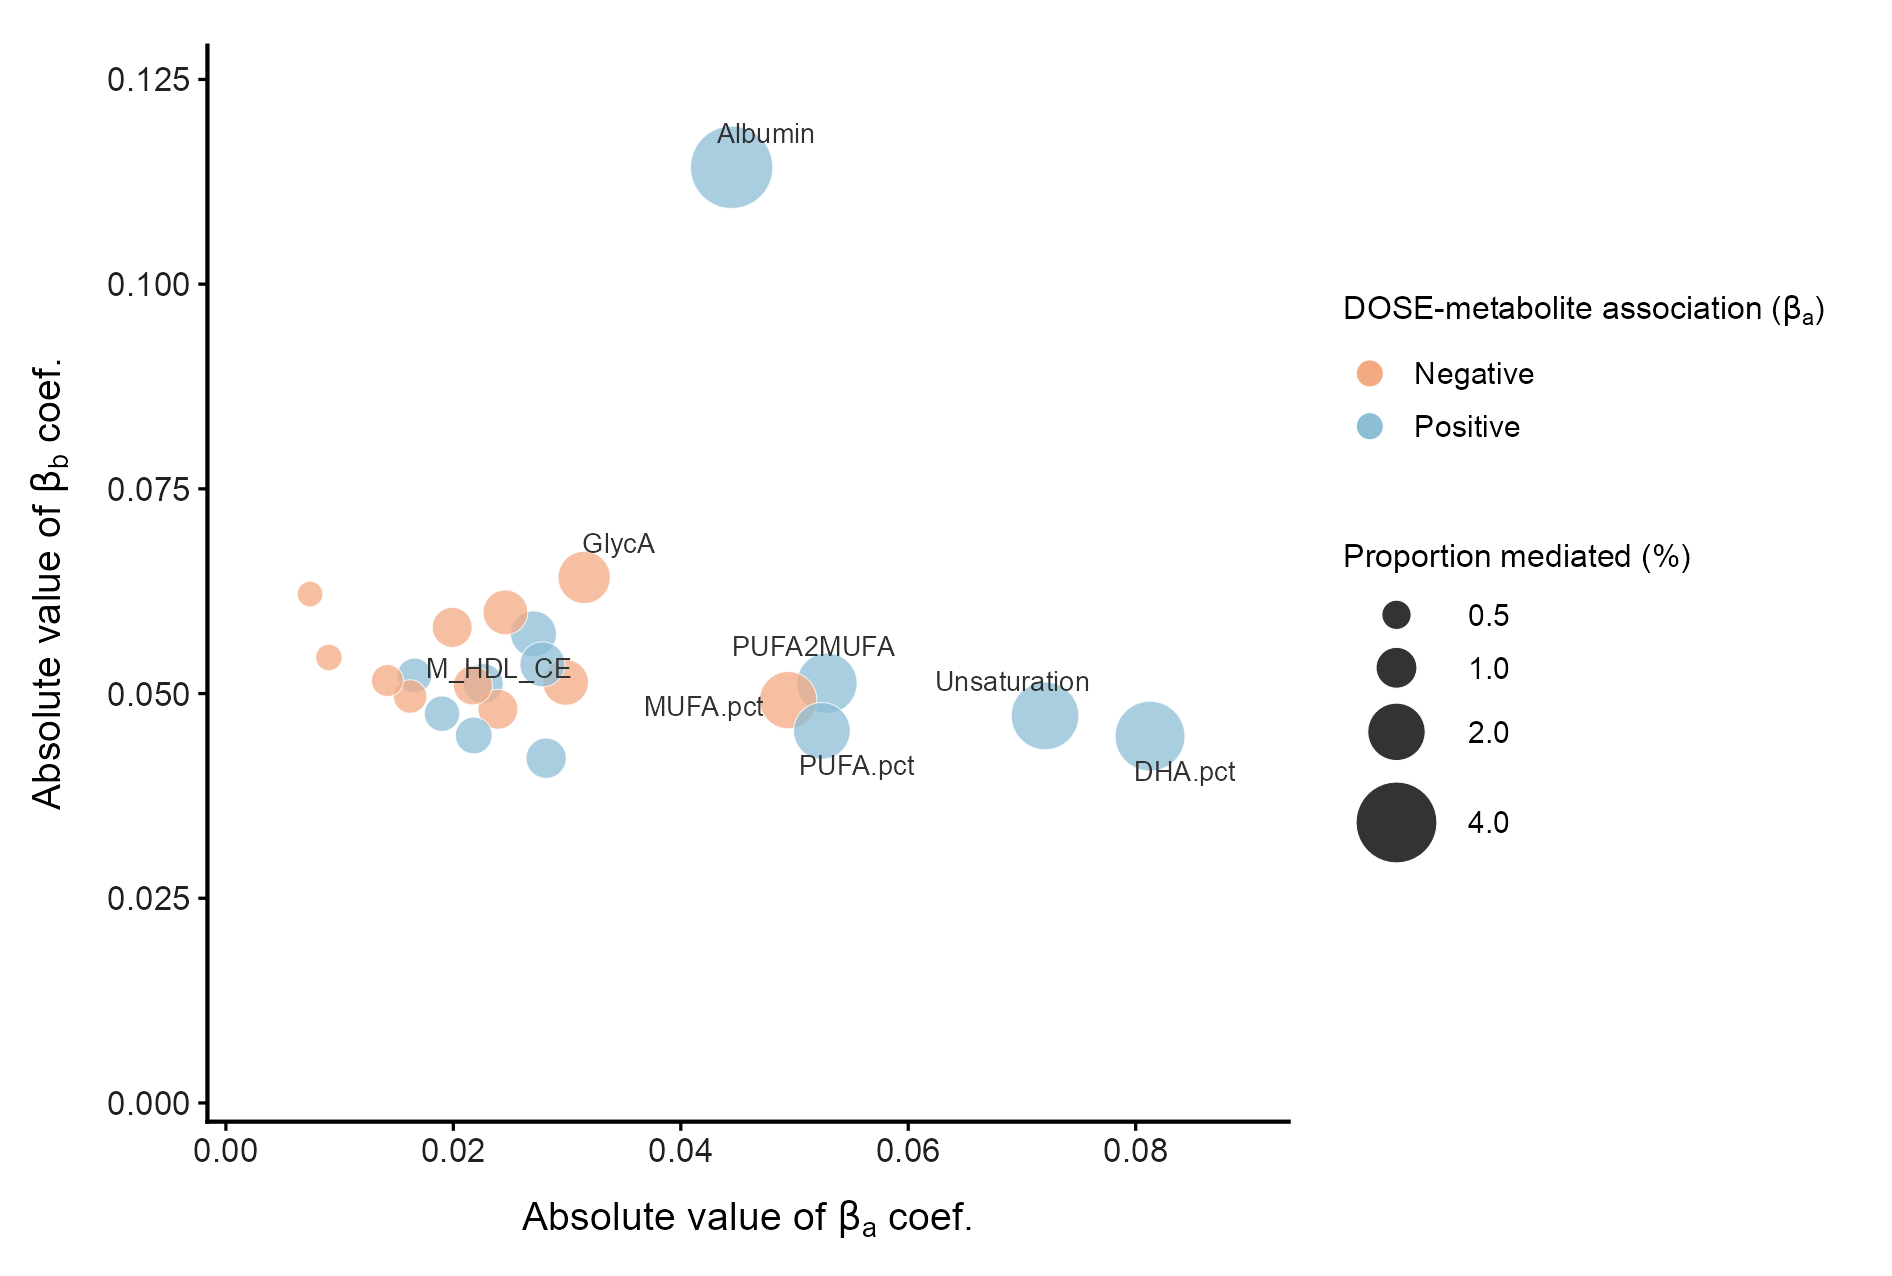 0.125
0.100
0.075
0.050
0.025
0.000
Absolute value of βb coef.
Albumin
GlycA
PUFA2MUFA
M_HDL_CE
Unsaturation
MUFA.pct
PUFA.pct
DHA.pct
0.00 0.02 0.04 0.06 0.08
Absolute value of βa coef.
DOSE-metabolite association (βa)
Negative
Positive
Proportion mediated (%)
0.5
1.0
2.0
4.0